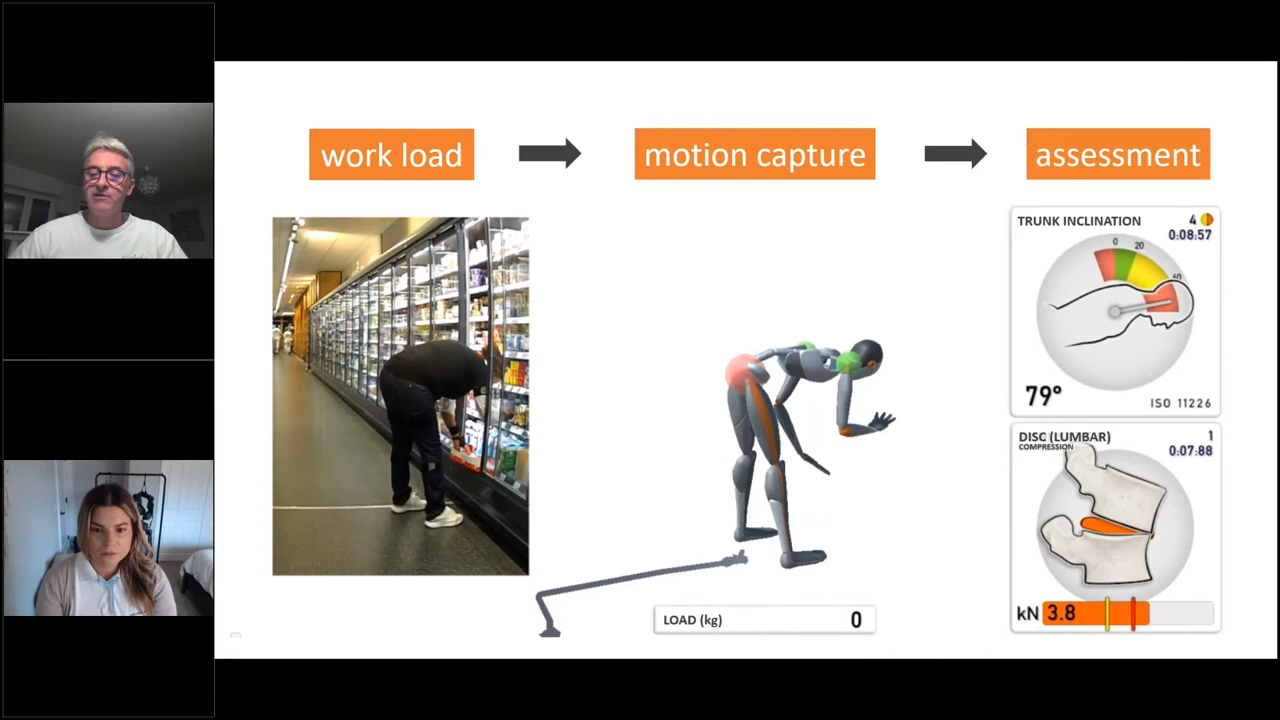 work load
motion capture
assessment
TRUNK INCLINATION
4
0:08:57
0
20
40
79°
ISO 11226
DISC (LUMBAR)
COMPRESSION
1
0:07:88
kN 3.8
LOAD (kg)
0